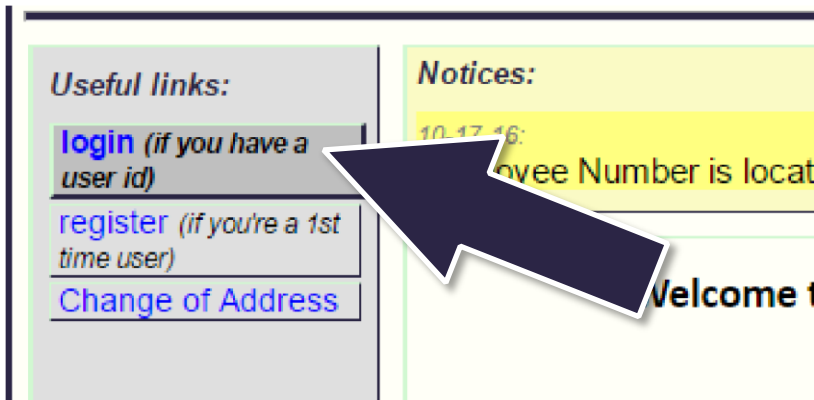 Useful links:
login (if you have a
user id)
register (if you're a 1st
time user)
Change of Address
Notices:
10-17-16:
Number is
Welcome